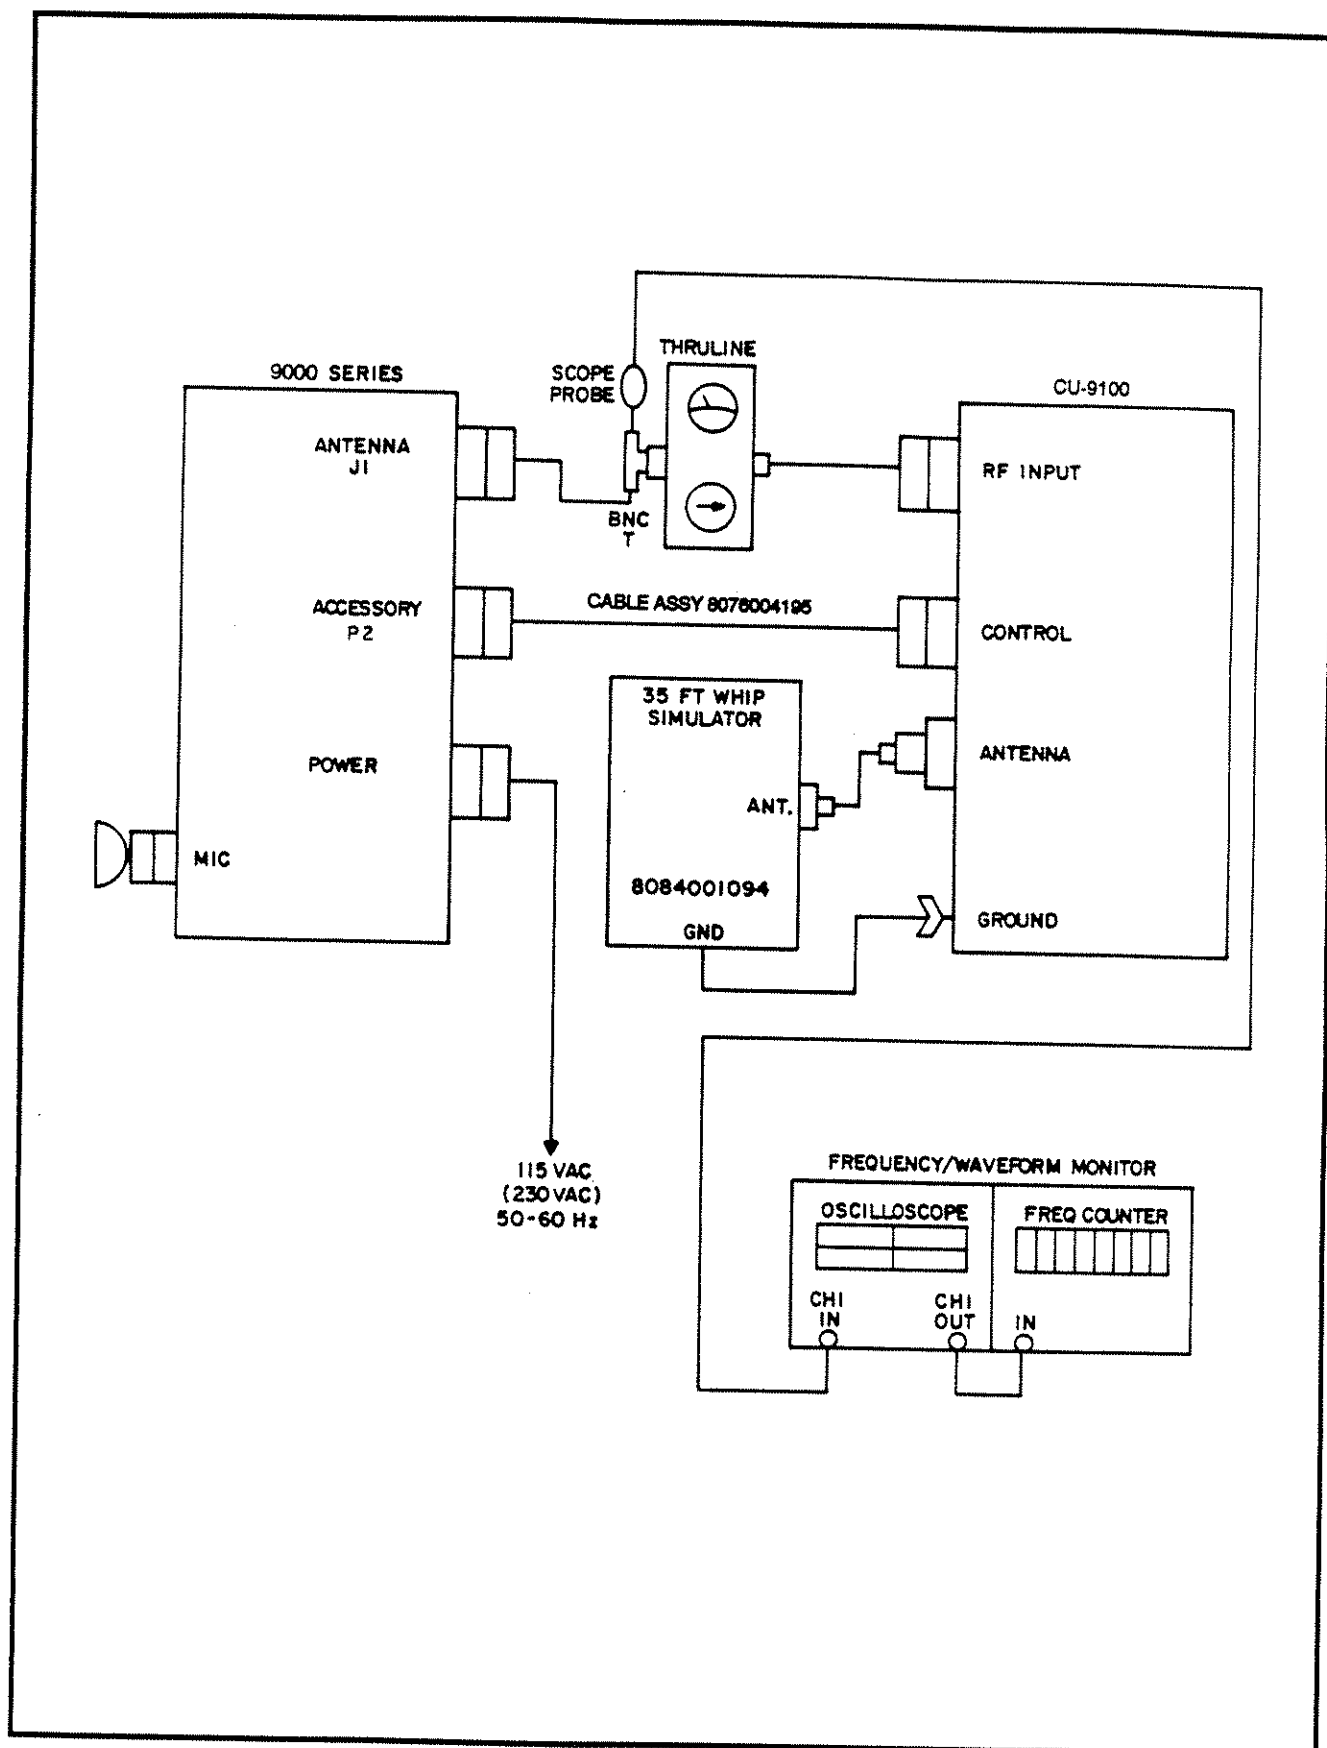 9000 SERIES
ANTENNA
J1
ACCESSORY
P2
POWER
MIC
SCOPE
PROBE
THRULINE
BNC
T
CABLE ASSY 8076004195
CU-9100
RF INPUT
CONTROL
ANTENNA
GROUND
35 FT WHIP
SIMULATOR
ANT.
8084001094
GND
115 VAC
(230 VAC)
50-60 Hz
FREQUENCY/WAVEFORM MONITOR
OSCILLOSCOPE
FREQ COUNTER
CH1
IN
CH1
OUT
IN